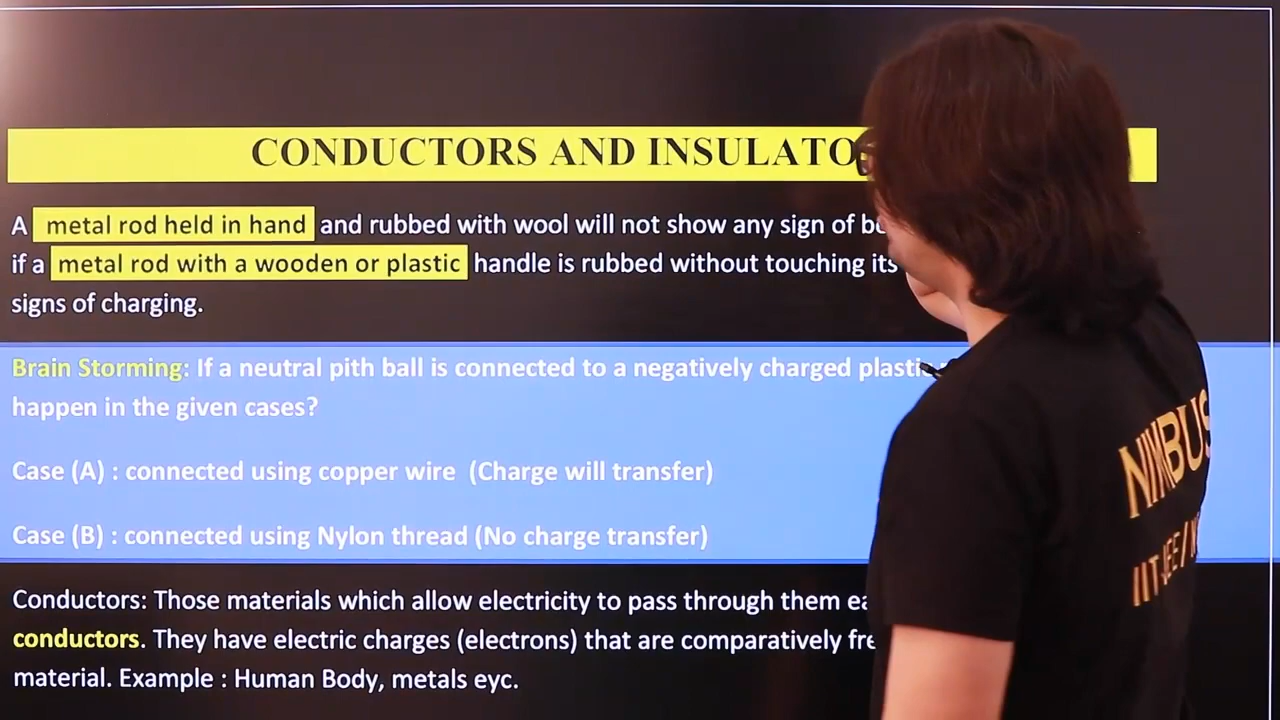 CONDUCTORS AND INSULATO
A metal rod held in hand and rubbed with wool will not show any sign of
if a metal rod with a wooden or plastic handle is rubbed without touching its
signs of charging.
Brain Storming: If a neutral pith ball is connected to a negatively charged
happen in the given cases?
Case (A) : connected using copper wire (Charge will transfer)
Case (B) : connected using Nylon thread (No charge transfer)
Conductors: Those materials which allow electricity to pass through them
conductors. They have electric charges (electrons) that are comparatively
material. Example : Human Body, metals eyc.
NIMBUS
IIT JEE/